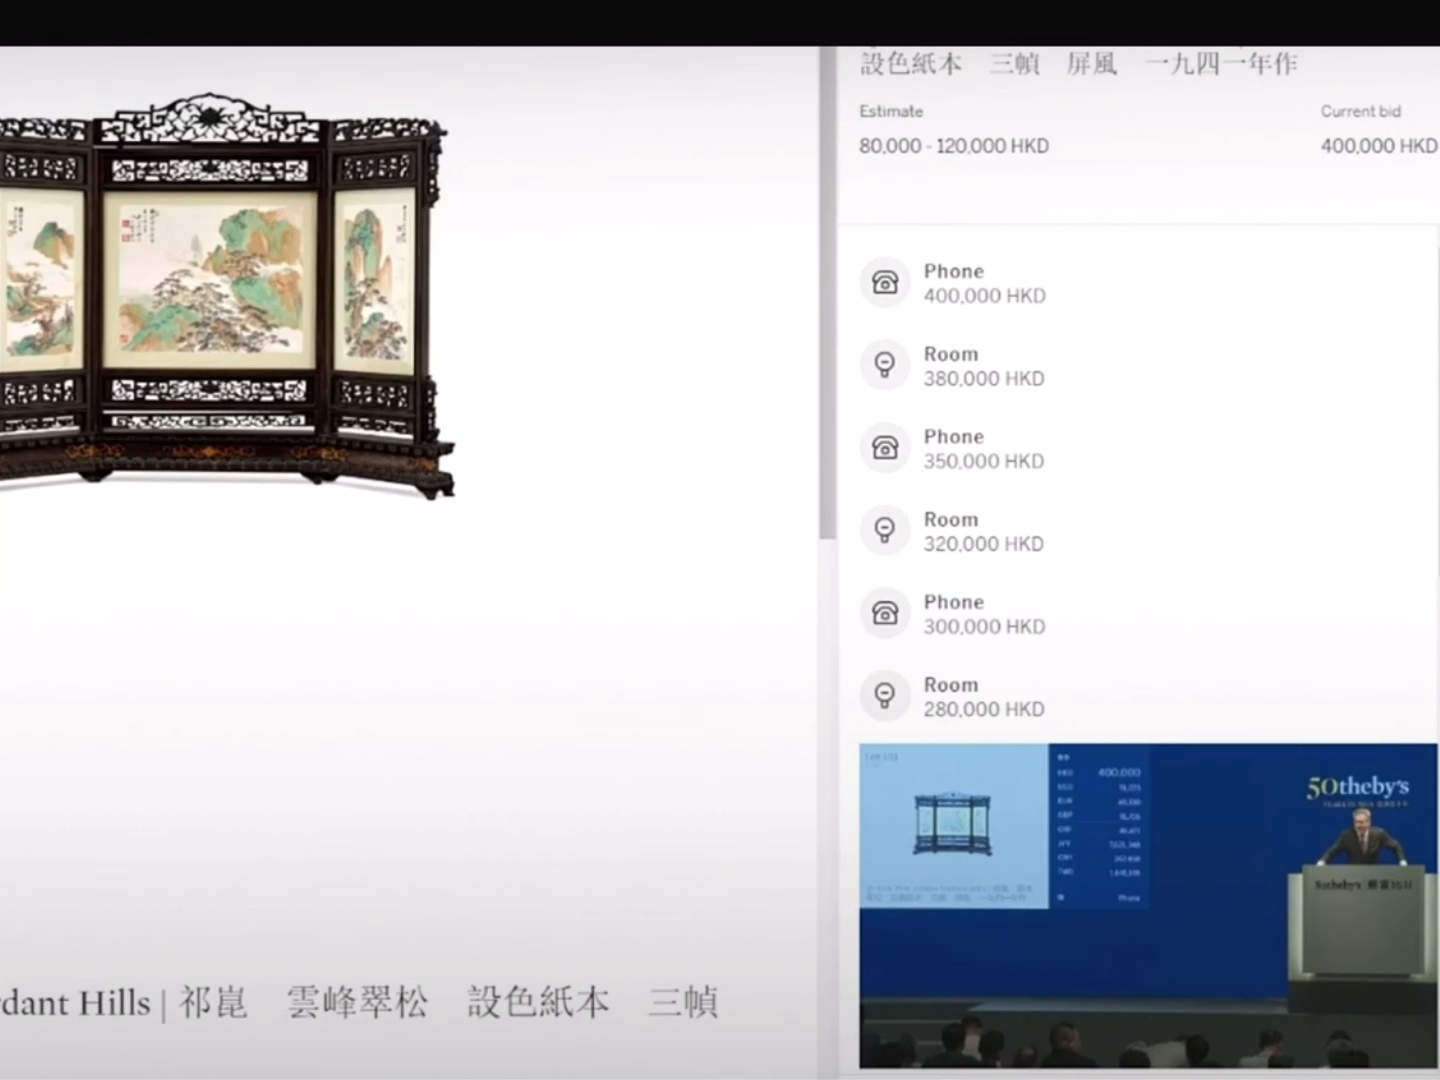 設色紙本　三幀　屏風　一九四一年作
Estimate
Current bid
80,000 - 120,000 HKD
400,000 HKD
Phone
400,000 HKD
Room
380,000 HKD
Phone
350,000 HKD
Room
320,000 HKD
Phone
300,000 HKD
Room
280,000 HKD
400,000
50theby's
Sotheby's
Phone
dant Hills | 祁崑　雲峰翠松　設色紙本　三幀